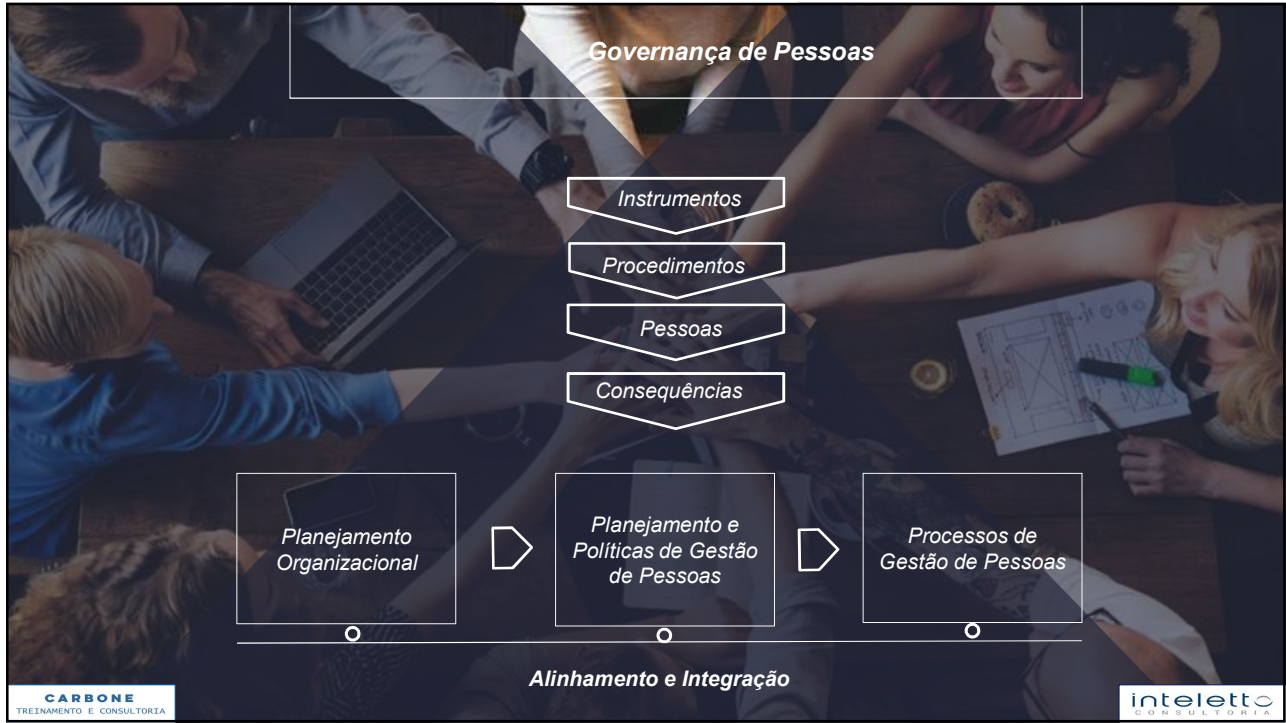 Governança de Pessoas
Instrumentos
Procedimentos
Pessoas
Consequências
Planejamento
Organizacional
Planejamento e
Políticas de Gestão
de Pessoas
Processos de
Gestão de Pessoas
Alinhamento e Integração
CARBONE
TREINAMENTO E CONSULTORIA
inteletto
CONSULTORIA